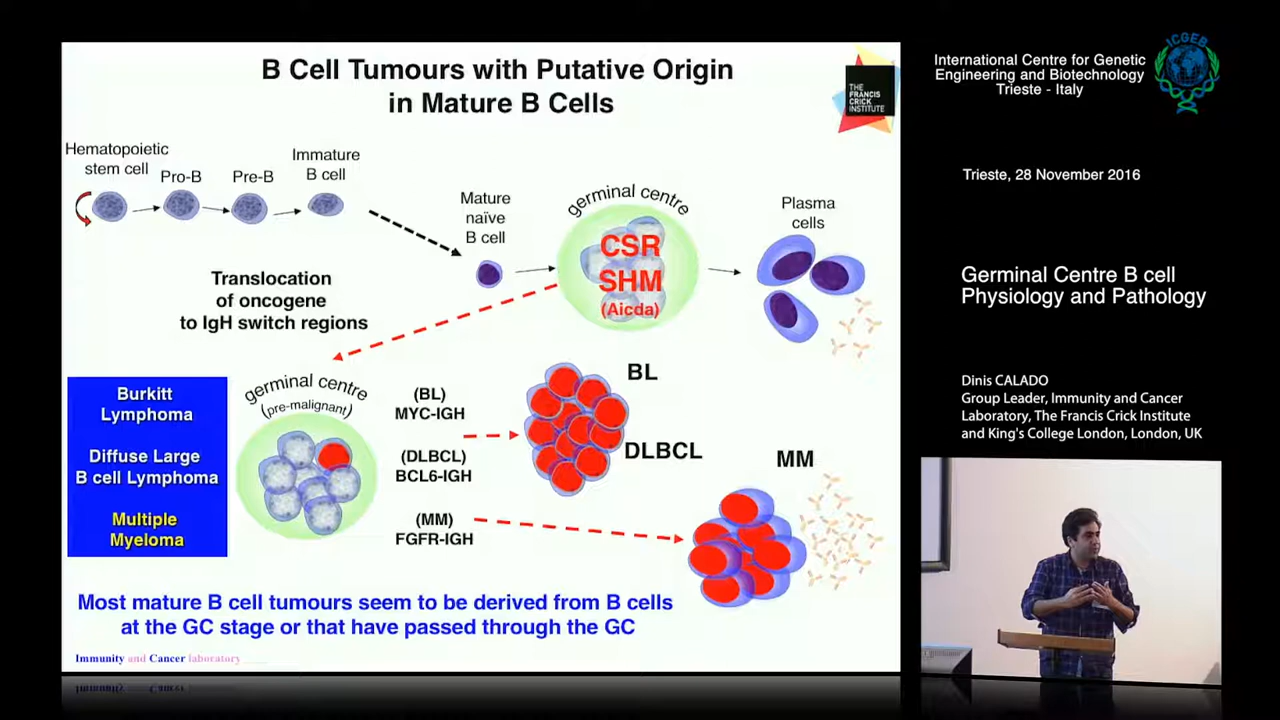 B Cell Tumours with Putative Origin
in Mature B Cells
THE
FRANCIS
CRICK
INSTITUTE
Hematopoietic
stem cell
Pro-B
Pre-B
Immature
B cell
Mature
naïve
B cell
germinal centre
CSR
SHM
(Aicda)
Plasma
cells
Translocation
of oncogene
to IgH switch regions
Burkitt
Lymphoma
Diffuse Large
B cell Lymphoma
Multiple
Myeloma
germinal centre
(pre-malignant)
(BL)
MYC-IGH
(DLBCL)
BCL6-IGH
(MM)
FGFR-IGH
BL
DLBCL
MM
Most mature B cell tumours seem to be derived from B cells
at the GC stage or that have passed through the GC
Immunity and Cancer laboratory
International Centre for Genetic
Engineering and Biotechnology
Trieste - Italy
ICGEB
Trieste, 28 November 2016
Germinal Centre B cell
Physiology and Pathology
Dinis CALADO
Group Leader, Immunity and Cancer
Laboratory, The Francis Crick Institute
and King's College London, London, UK